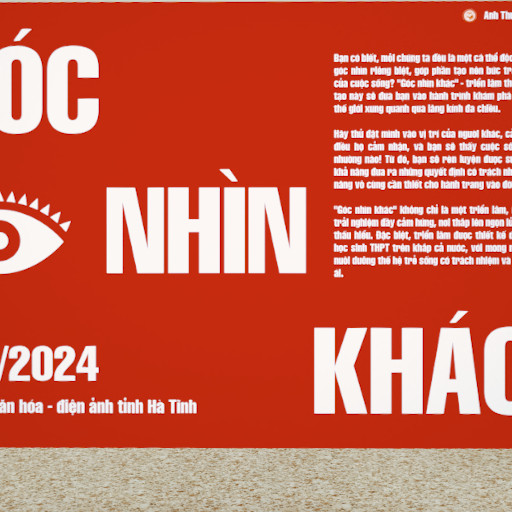 Anh Th
ÓC
Bạn có biết, mỗi chúng ta đều là một cá thể độc
góc nhìn riêng biệt, góp phần tạo nên bức tr
của cuộc sống? "Góc nhìn khác" - triển lãm th
tạo này sẽ đưa bạn vào hành trình khám phá
thế giới xung quanh qua lăng kính đa chiều.
Hãy thử đặt mình vào vị trí của người khác, cả
điều họ cảm nhận, và bạn sẽ thấy cuộc số
nhường nào! Từ đó, bạn sẽ rèn luyện được sự
khả năng đưa ra những quyết định có trách nh
năng vô cùng cần thiết cho hành trang vào đờ
"Góc nhìn khác" không chỉ là một triển lãm,
trải nghiệm đầy cảm hứng, nơi thắp lên ngọn lử
thấu hiểu. Đặc biệt, triển lãm được thiết kế
học sinh THPT trên khắp cả nước, với mong
nuôi dưỡng thế hệ trẻ sống có trách nhiệm và
ái.
NHÌN
/2024
ăn hóa - điện ảnh tỉnh Hà Tĩnh
KHÁC